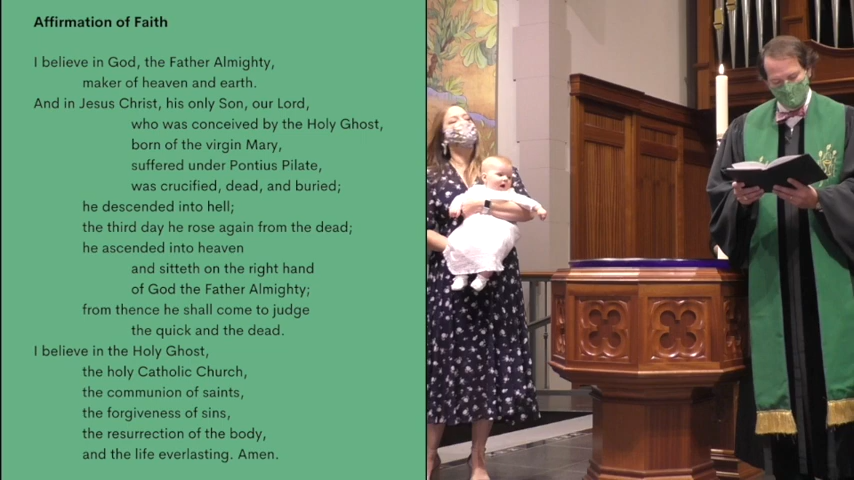 Affirmation of Faith
I believe in God, the Father Almighty,
maker of heaven and earth.
And in Jesus Christ, his only Son, our Lord,
who was conceived by the Holy Ghost,
born of the virgin Mary,
suffered under Pontius Pilate,
was crucified, dead, and buried;
he descended into hell;
the third day he rose again from the dead;
he ascended into heaven
and sitteth on the right hand
of God the Father Almighty;
from thence he shall come to judge
the quick and the dead.
I believe in the Holy Ghost,
the holy Catholic Church,
the communion of saints,
the forgiveness of sins,
the resurrection of the body,
and the life everlasting. Amen.